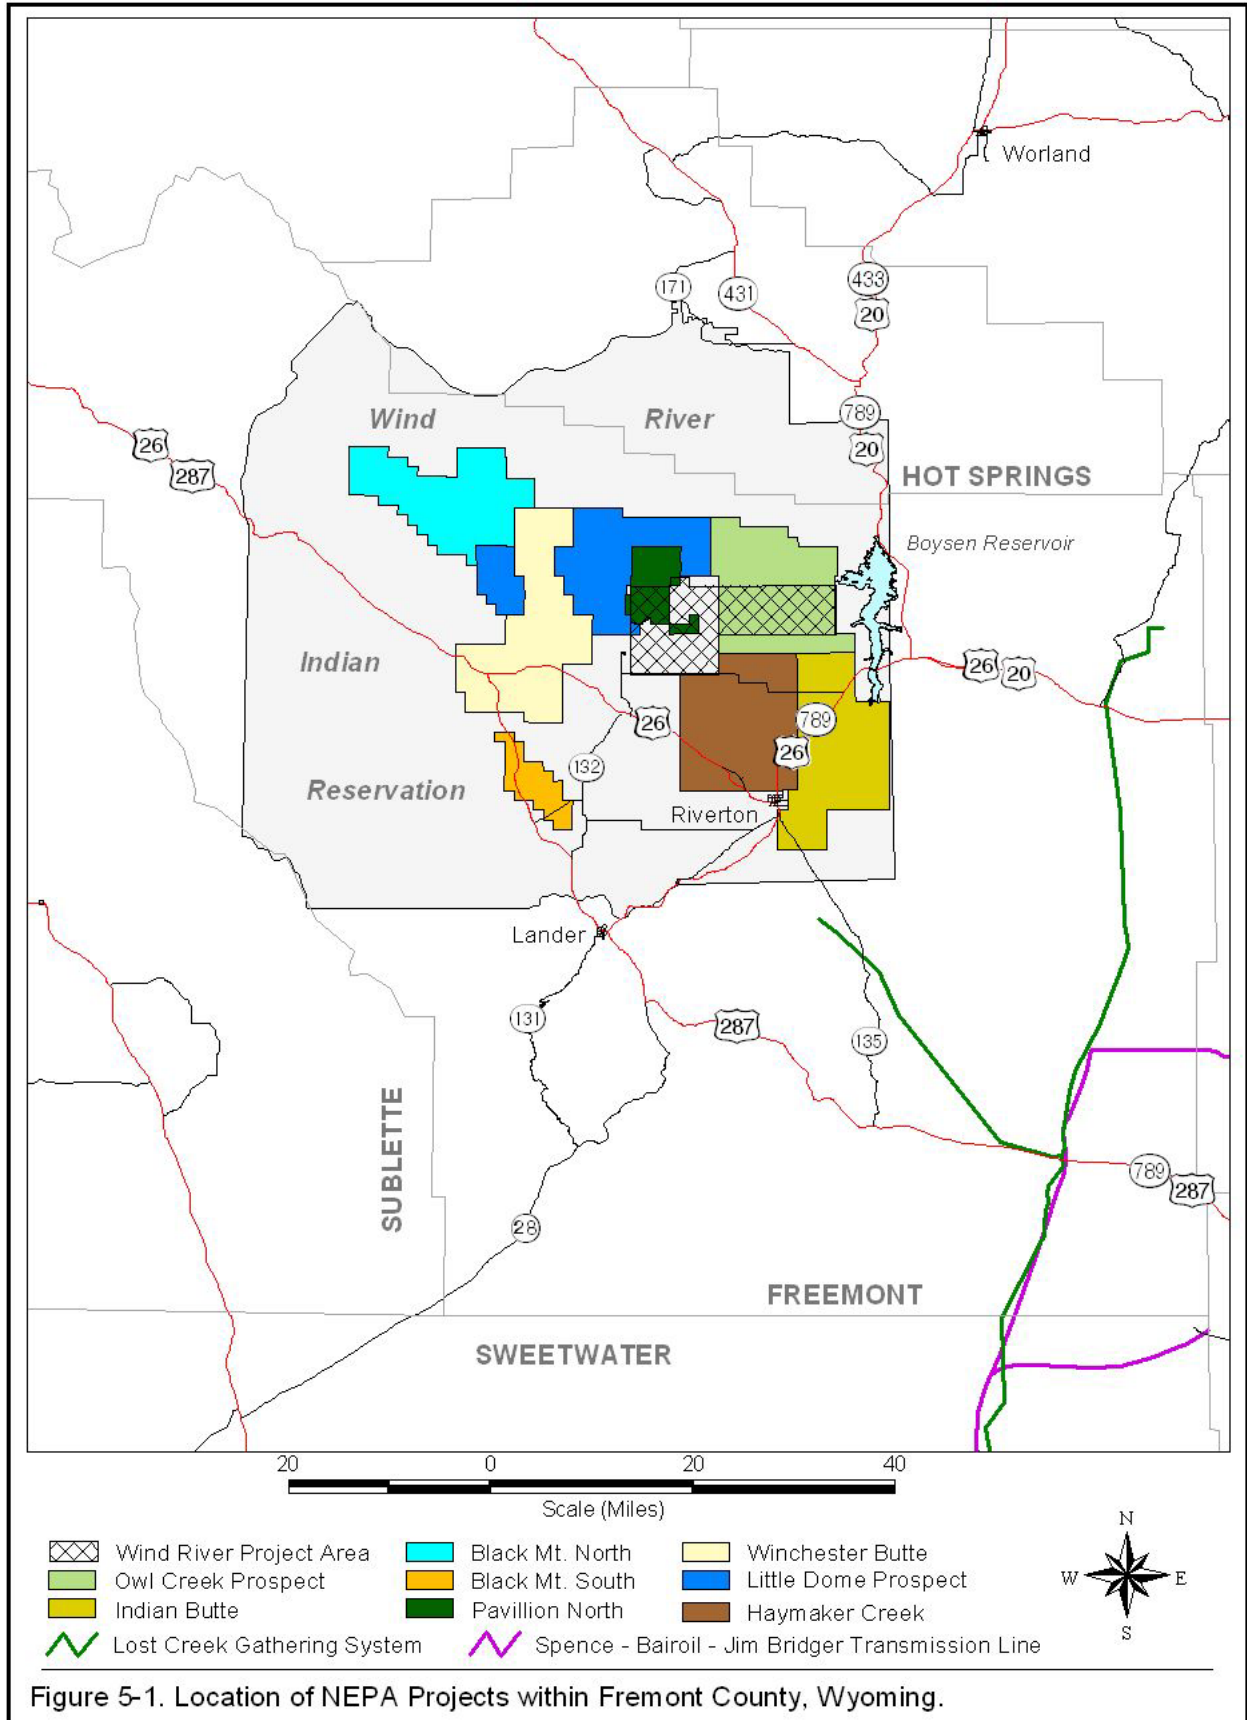 Worland
171
431
433
20
789
20
Wind
River
26
287
HOT SPRINGS
Boysen Reservoir
Indian
26
20
26
789
26
132
Reservation
Riverton
Lander
131
287
135
SUBLETTE
789
287
28
FREEMONT
SWEETWATER
20 0 20 40
Scale (Miles)
N
W E
S
Wind River Project Area Black Mt. North Winchester Butte
Owl Creek Prospect Black Mt. South Little Dome Prospect
Indian Butte Pavillion North Haymaker Creek
Lost Creek Gathering System Spence - Bairoil - Jim Bridger Transmission Line
Figure 5-1. Location of NEPA Projects within Fremont County, Wyoming.